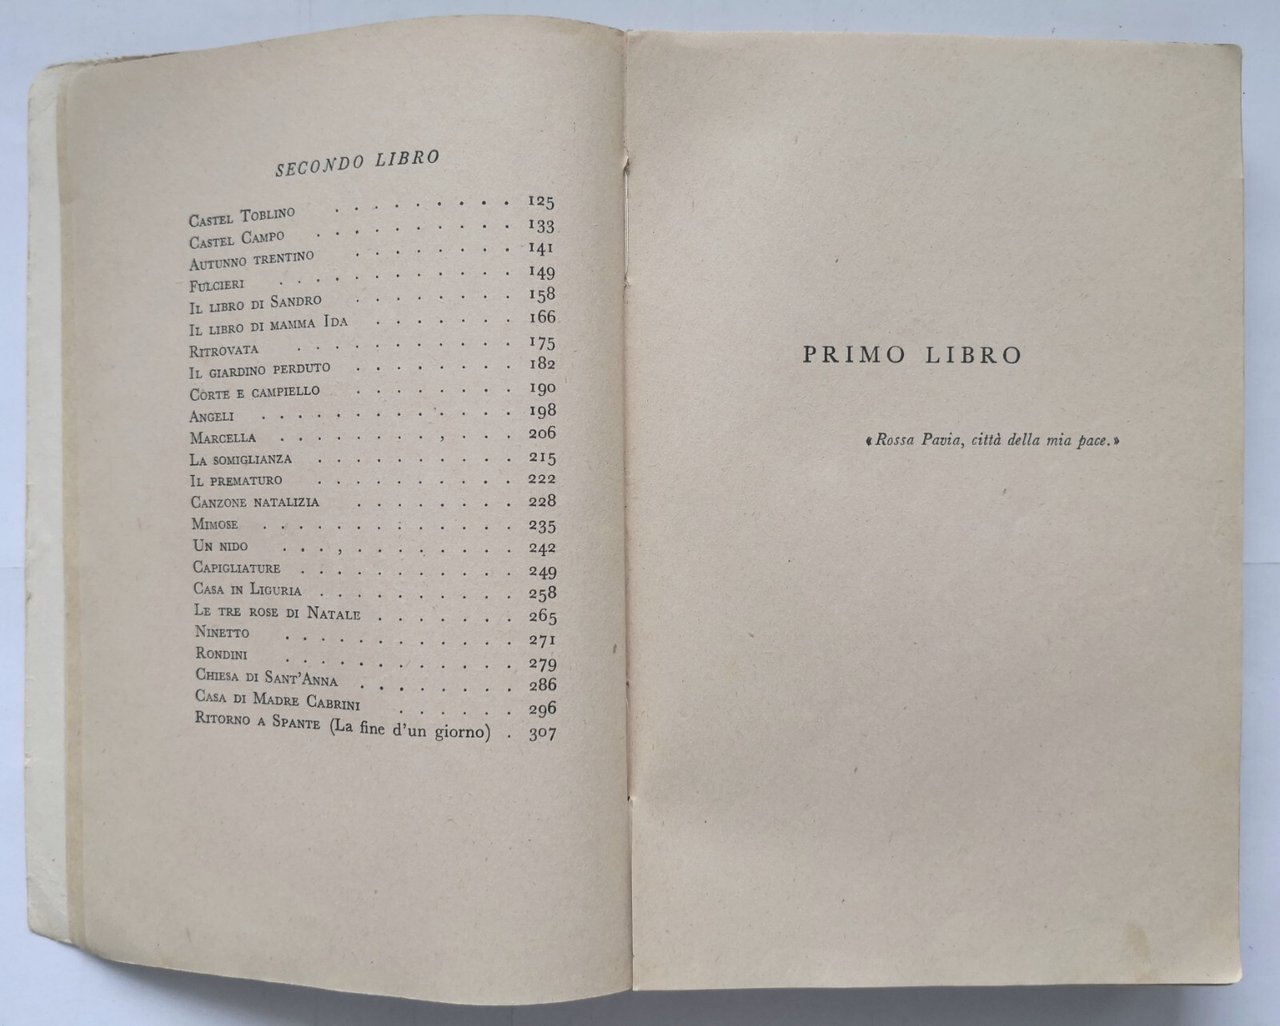 SECONDO LIBRO
CASTEL TOBLINO . . . . . . . . . 125
CASTEL CAMPO . . . . . . . . . . 133
AUTUNNO TRENTINO . . . . . . . . 141
FULCIERI . . . . . . . . . . . . 149
IL LIBRO DI SANDRO . . . . . . . . 158
IL LIBRO DI MAMMA IDA . . . . . . . 166
RITROVATA . . . . . . . . . . . 175
IL GIARDINO PERDUTO . . . . . . . . 182
CORTE E CAMPIELLO . . . . . . . . 190
ANGELI . . . . . . . . . . . . . 198
MARCELLA . . . . . . . . . . . . 206
LA SOMIGLIANZA . . . . . . . . . . 215
IL PREMATURO . . . . . . . . . . 222
CANZONE NATALIZIA . . . . . . . . 228
MIMOSE . . . . . . . . . . . . . 235
UN NIDO . . . . . . . . . . . . 242
CAPIGLIATURE . . . . . . . . . . . 249
CASA IN LIGURIA . . . . . . . . . . 258
LE TRE ROSE DI NATALE . . . . . . . 265
NINETTO . . . . . . . . . . . . 271
RONDINI . . . . . . . . . . . . 279
CHIESA DI SANT'ANNA . . . . . . . . 286
CASA DI MADRE CABRINI . . . . . . 296
RITORNO A SPANTE (La fine d'un giorno) . 307
PRIMO LIBRO
«Rossa Pavia, città della mia pace.»